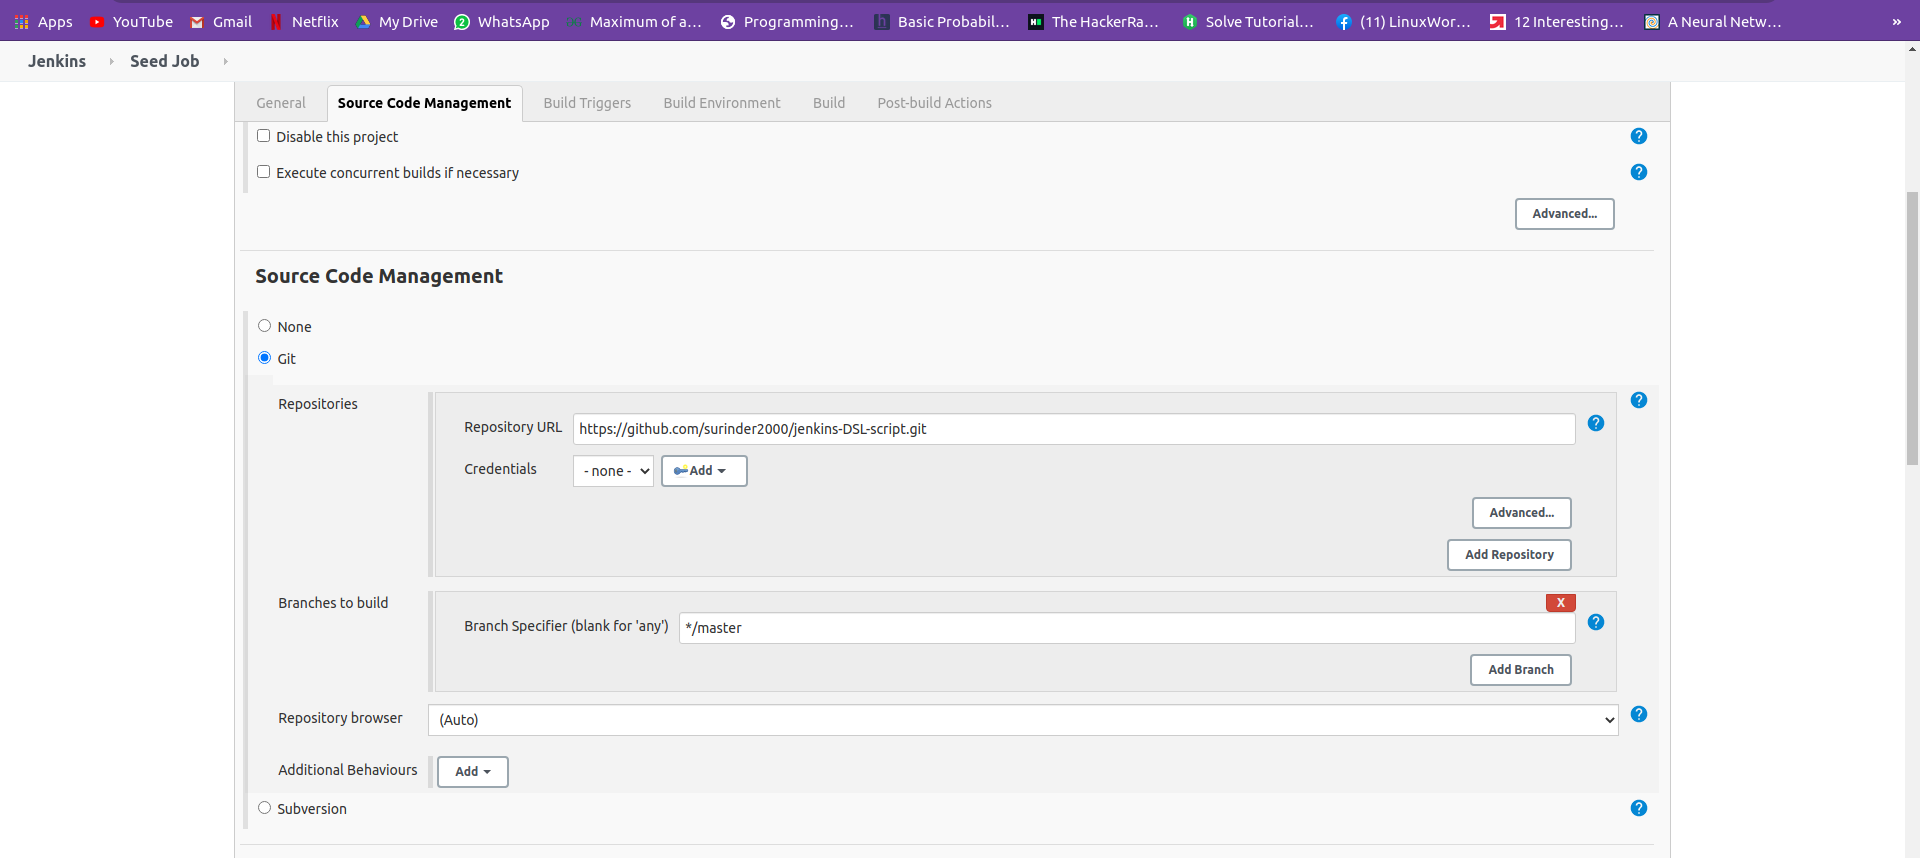 Apps YouTube Gmail Netflix My Drive WhatsApp Maximum of a... Programming... Basic Probabil... The HackerRa... Solve Tutorial... (11) LinuxWor... 12 Interesting... A Neural Netw... »
Jenkins Seed Job
General Source Code Management Build Triggers Build Environment Build Post-build Actions
Disable this project ?
Execute concurrent builds if necessary ?
Advanced...
Source Code Management
None
Git
Repositories ?
Repository URL https://github.com/surinder2000/jenkins-DSL-script.git ?
Credentials - none - Add
Advanced...
Add Repository
Branches to build X
Branch Specifier (blank for 'any') */master ?
Add Branch
Repository browser (Auto) ?
Additional Behaviours Add
Subversion ?